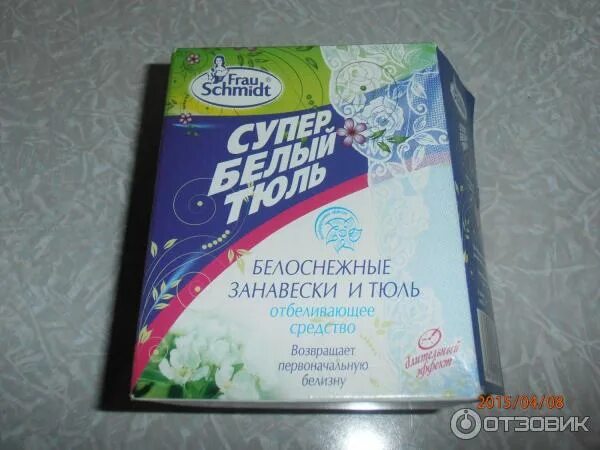 Frau
Schmidt
СУПЕР
БЕЛЫЙ
ТЮЛЬ
БЕЛОСНЕЖНЫЕ
ЗАНАВЕСКИ И ТЮЛЬ
отбеливающее
средство
Возвращает
первоначальную
белизну
длительный
эффект
2015/04/08
ОТЗОВИК